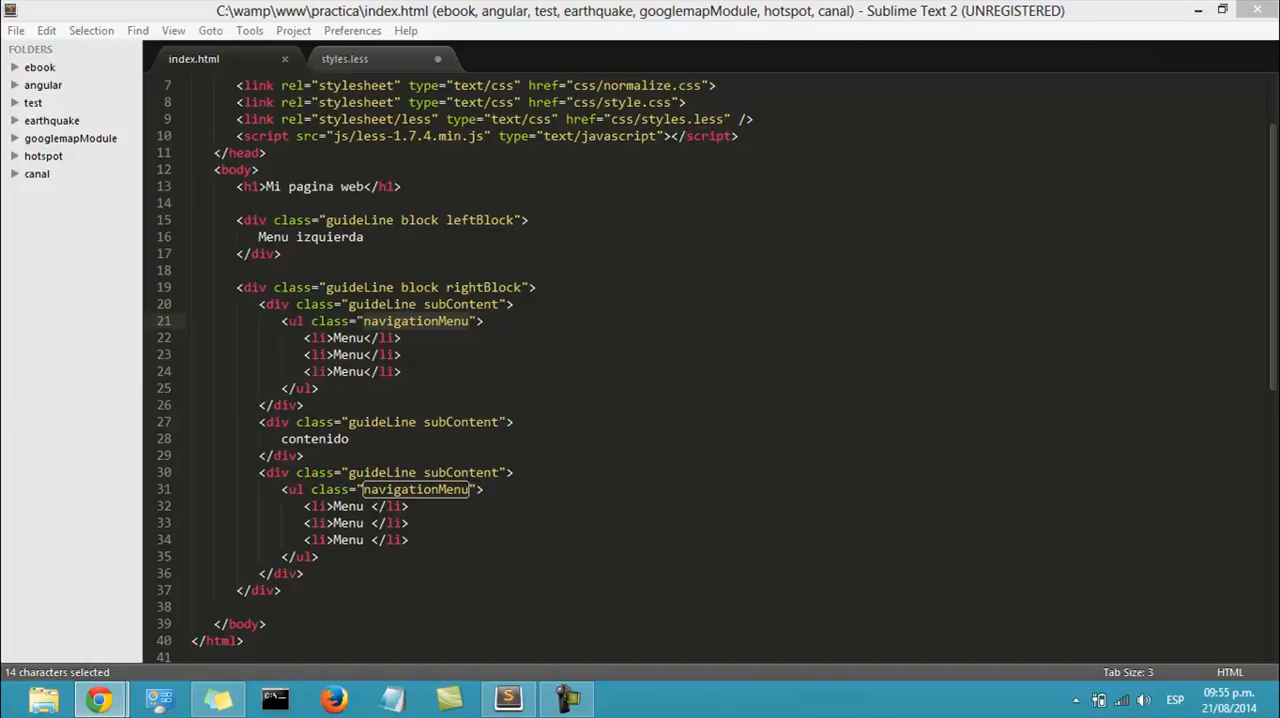 C:\wamp\www\practica\index.html (ebook, angular, test, earthquake, googlemapModule, hotspot, canal) - Sublime Text 2 (UNREGISTERED)
File Edit Selection Find View Goto Tools Project Preferences Help
FOLDERS
ebook
angular
test
earthquake
googlemapModule
hotspot
canal
index.html × styles.less
7 <link rel="stylesheet" type="text/css" href="css/normalize.css">
8 <link rel="stylesheet" type="text/css" href="css/style.css">
9 <link rel="stylesheet/less" type="text/css" href="css/styles.less" />
10 <script src="js/less-1.7.4.min.js" type="text/javascript"></script>
11 </head>
12 <body>
13 <h1>Mi pagina web</h1>
14
15 <div class="guideLine block leftBlock">
16 Menu izquierda
17 </div>
18
19 <div class="guideLine block rightBlock">
20 <div class="guideLine subContent">
21 <ul class="navigationMenu">
22 <li>Menu</li>
23 <li>Menu</li>
24 <li>Menu</li>
25 </ul>
26 </div>
27 <div class="guideLine subContent">
28 contenido
29 </div>
30 <div class="guideLine subContent">
31 <ul class="navigationMenu">
32 <li>Menu </li>
33 <li>Menu </li>
34 <li>Menu </li>
35 </ul>
36 </div>
37 </div>
38
39 </body>
40 </html>
41
14 characters selected Tab Size: 3 HTML
ESP 09:55 p.m.
21/08/2014